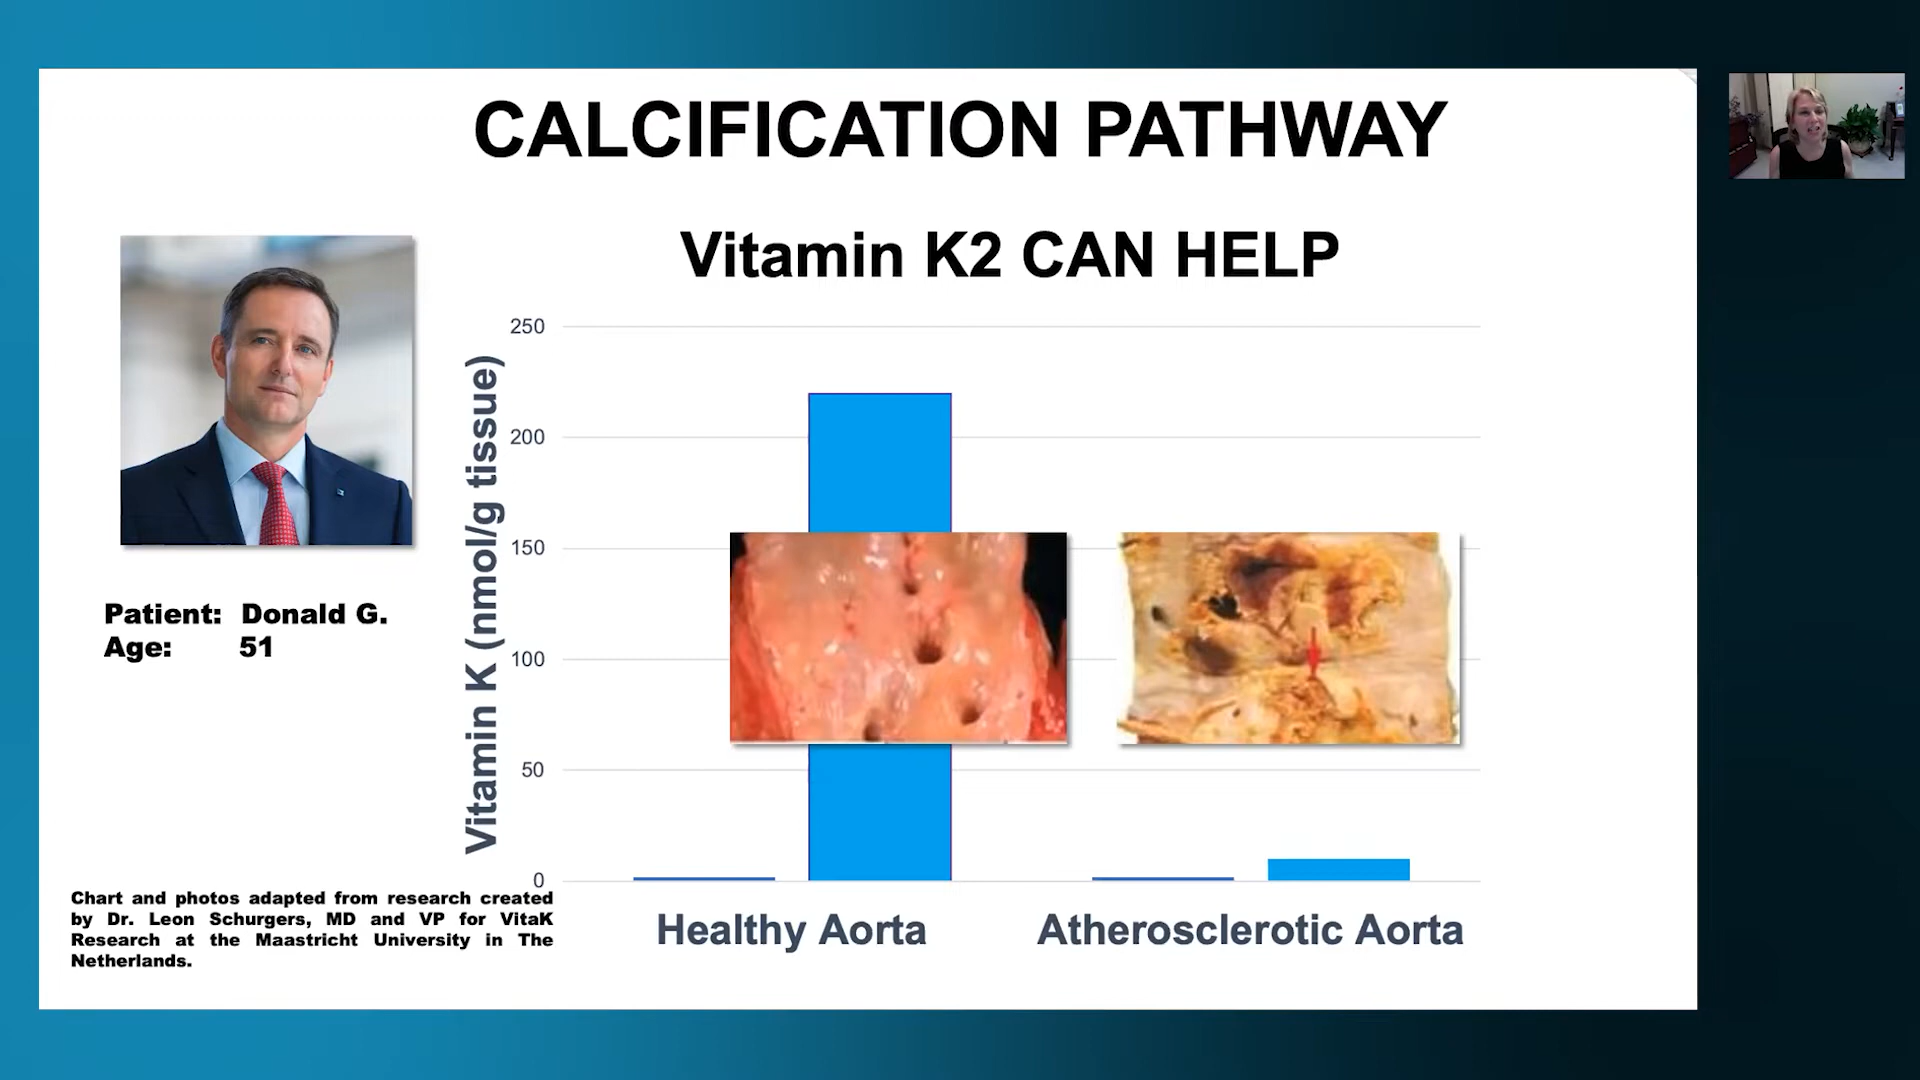 CALCIFICATION PATHWAY
Vitamin K2 CAN HELP
Patient: Donald G.
Age: 51
Vitamin K (nmol/g tissue)
250
200
150
100
50
0
Healthy Aorta
Atherosclerotic Aorta
Chart and photos adapted from research created
by Dr. Leon Schurgers, MD and VP for VitaK
Research at the Maastricht University in The
Netherlands.